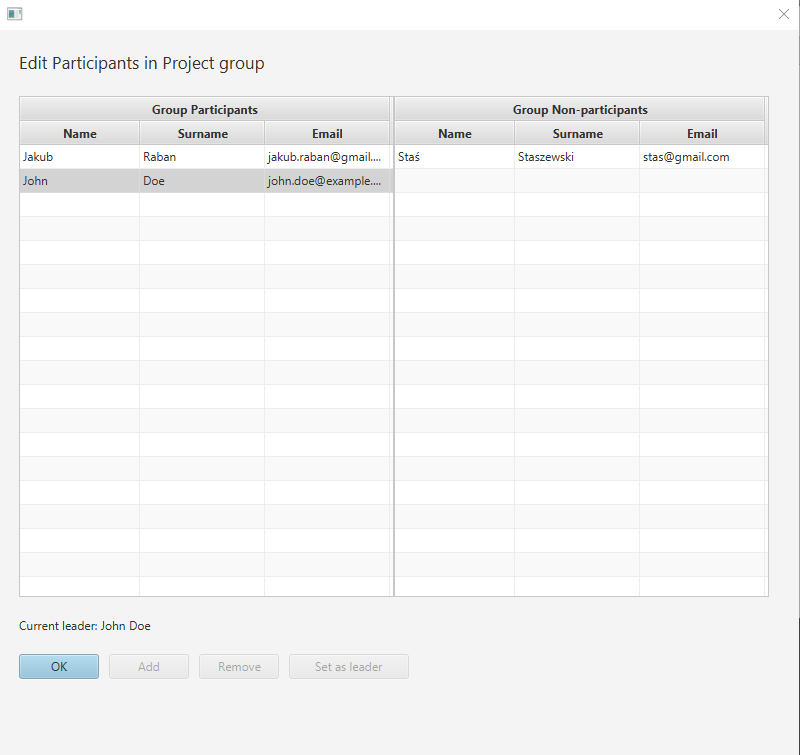 Edit Participants in Project group
Group Participants Group Non-participants
Name Surname Email Name Surname Email
Jakub Raban jakub.raban@gmail.... Staś Staszewski stas@gmail.com
John Doe john.doe@example....
Current leader: John Doe
OK Add Remove Set as leader